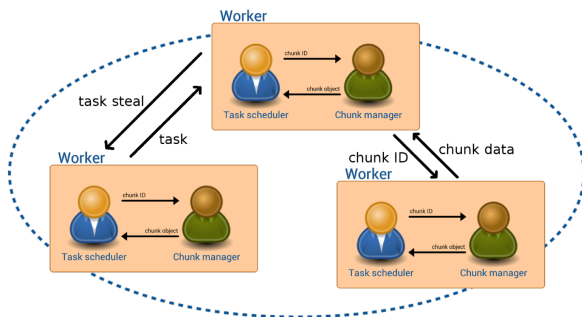 Worker
chunk ID
chunk object
Task scheduler
Chunk manager
task steal
task
chunk ID
chunk data
Worker
chunk ID
chunk object
Task scheduler
Chunk manager
Worker
chunk ID
chunk object
Task scheduler
Chunk manager